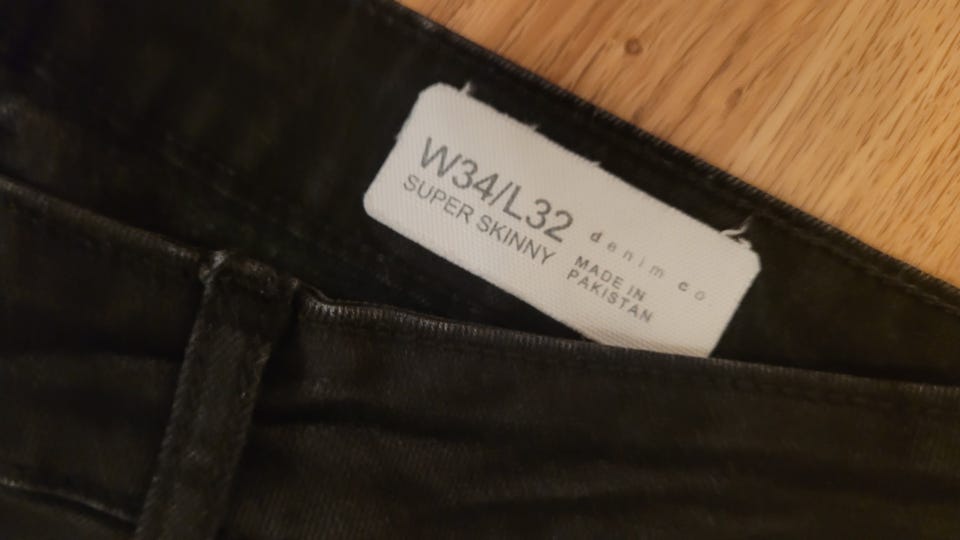 W34/L32
SUPER SKINNY
denim co
MADE IN
PAKISTAN